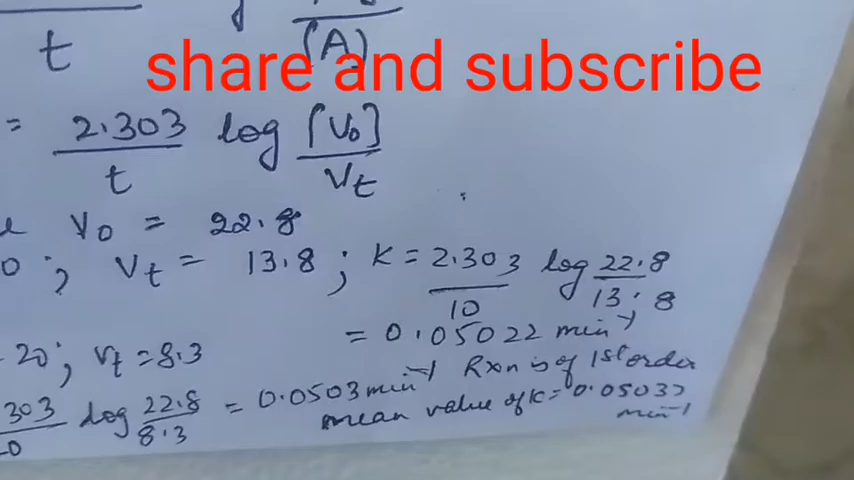 t
[A]
share and subscribe
= 2.303 log [V₀]
t Vt
V₀ = 22.8
0 ; Vt = 13.8 ; K = 2.303 log 22.8
10 13.8
= 0.05022 min⁻¹
20 ; Vt = 8.3
Rxn is of 1st order
303 log 22.8 = 0.0503 min⁻¹
0 8.3
mean value of K = 0.05037
min⁻¹